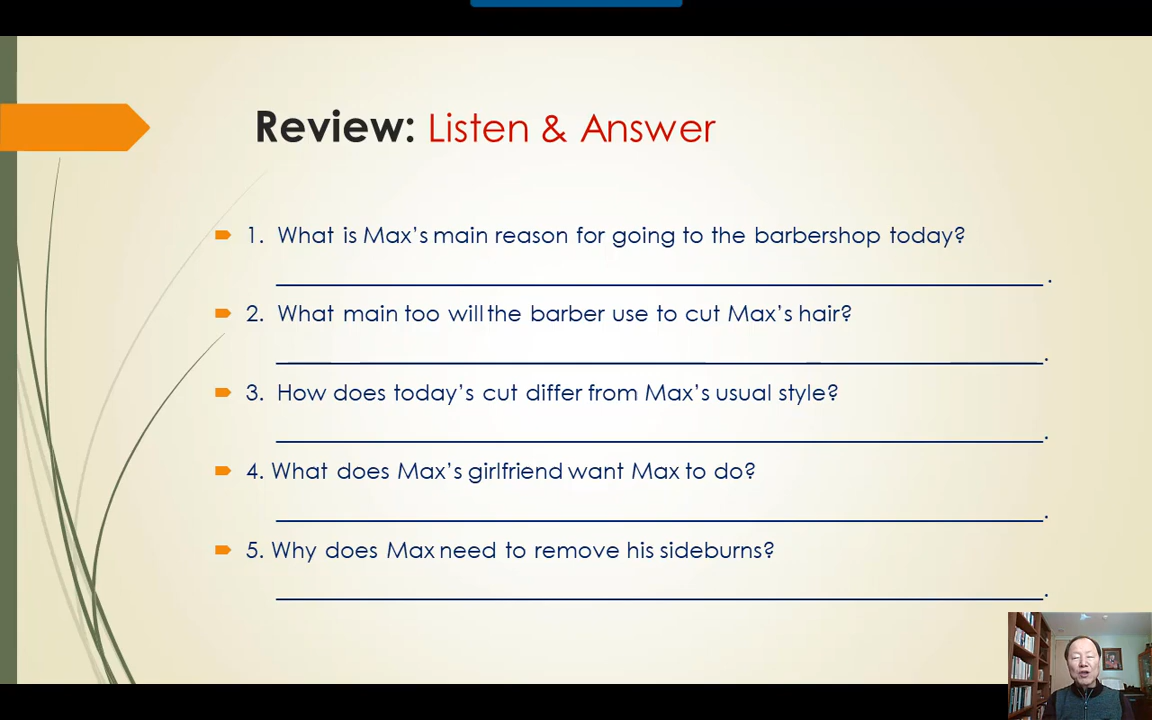 Review: Listen & Answer
1. What is Max's main reason for going to the barbershop today?
.
2. What main too will the barber use to cut Max's hair?
.
3. How does today's cut differ from Max's usual style?
.
4. What does Max's girlfriend want Max to do?
.
5. Why does Max need to remove his sideburns?
.